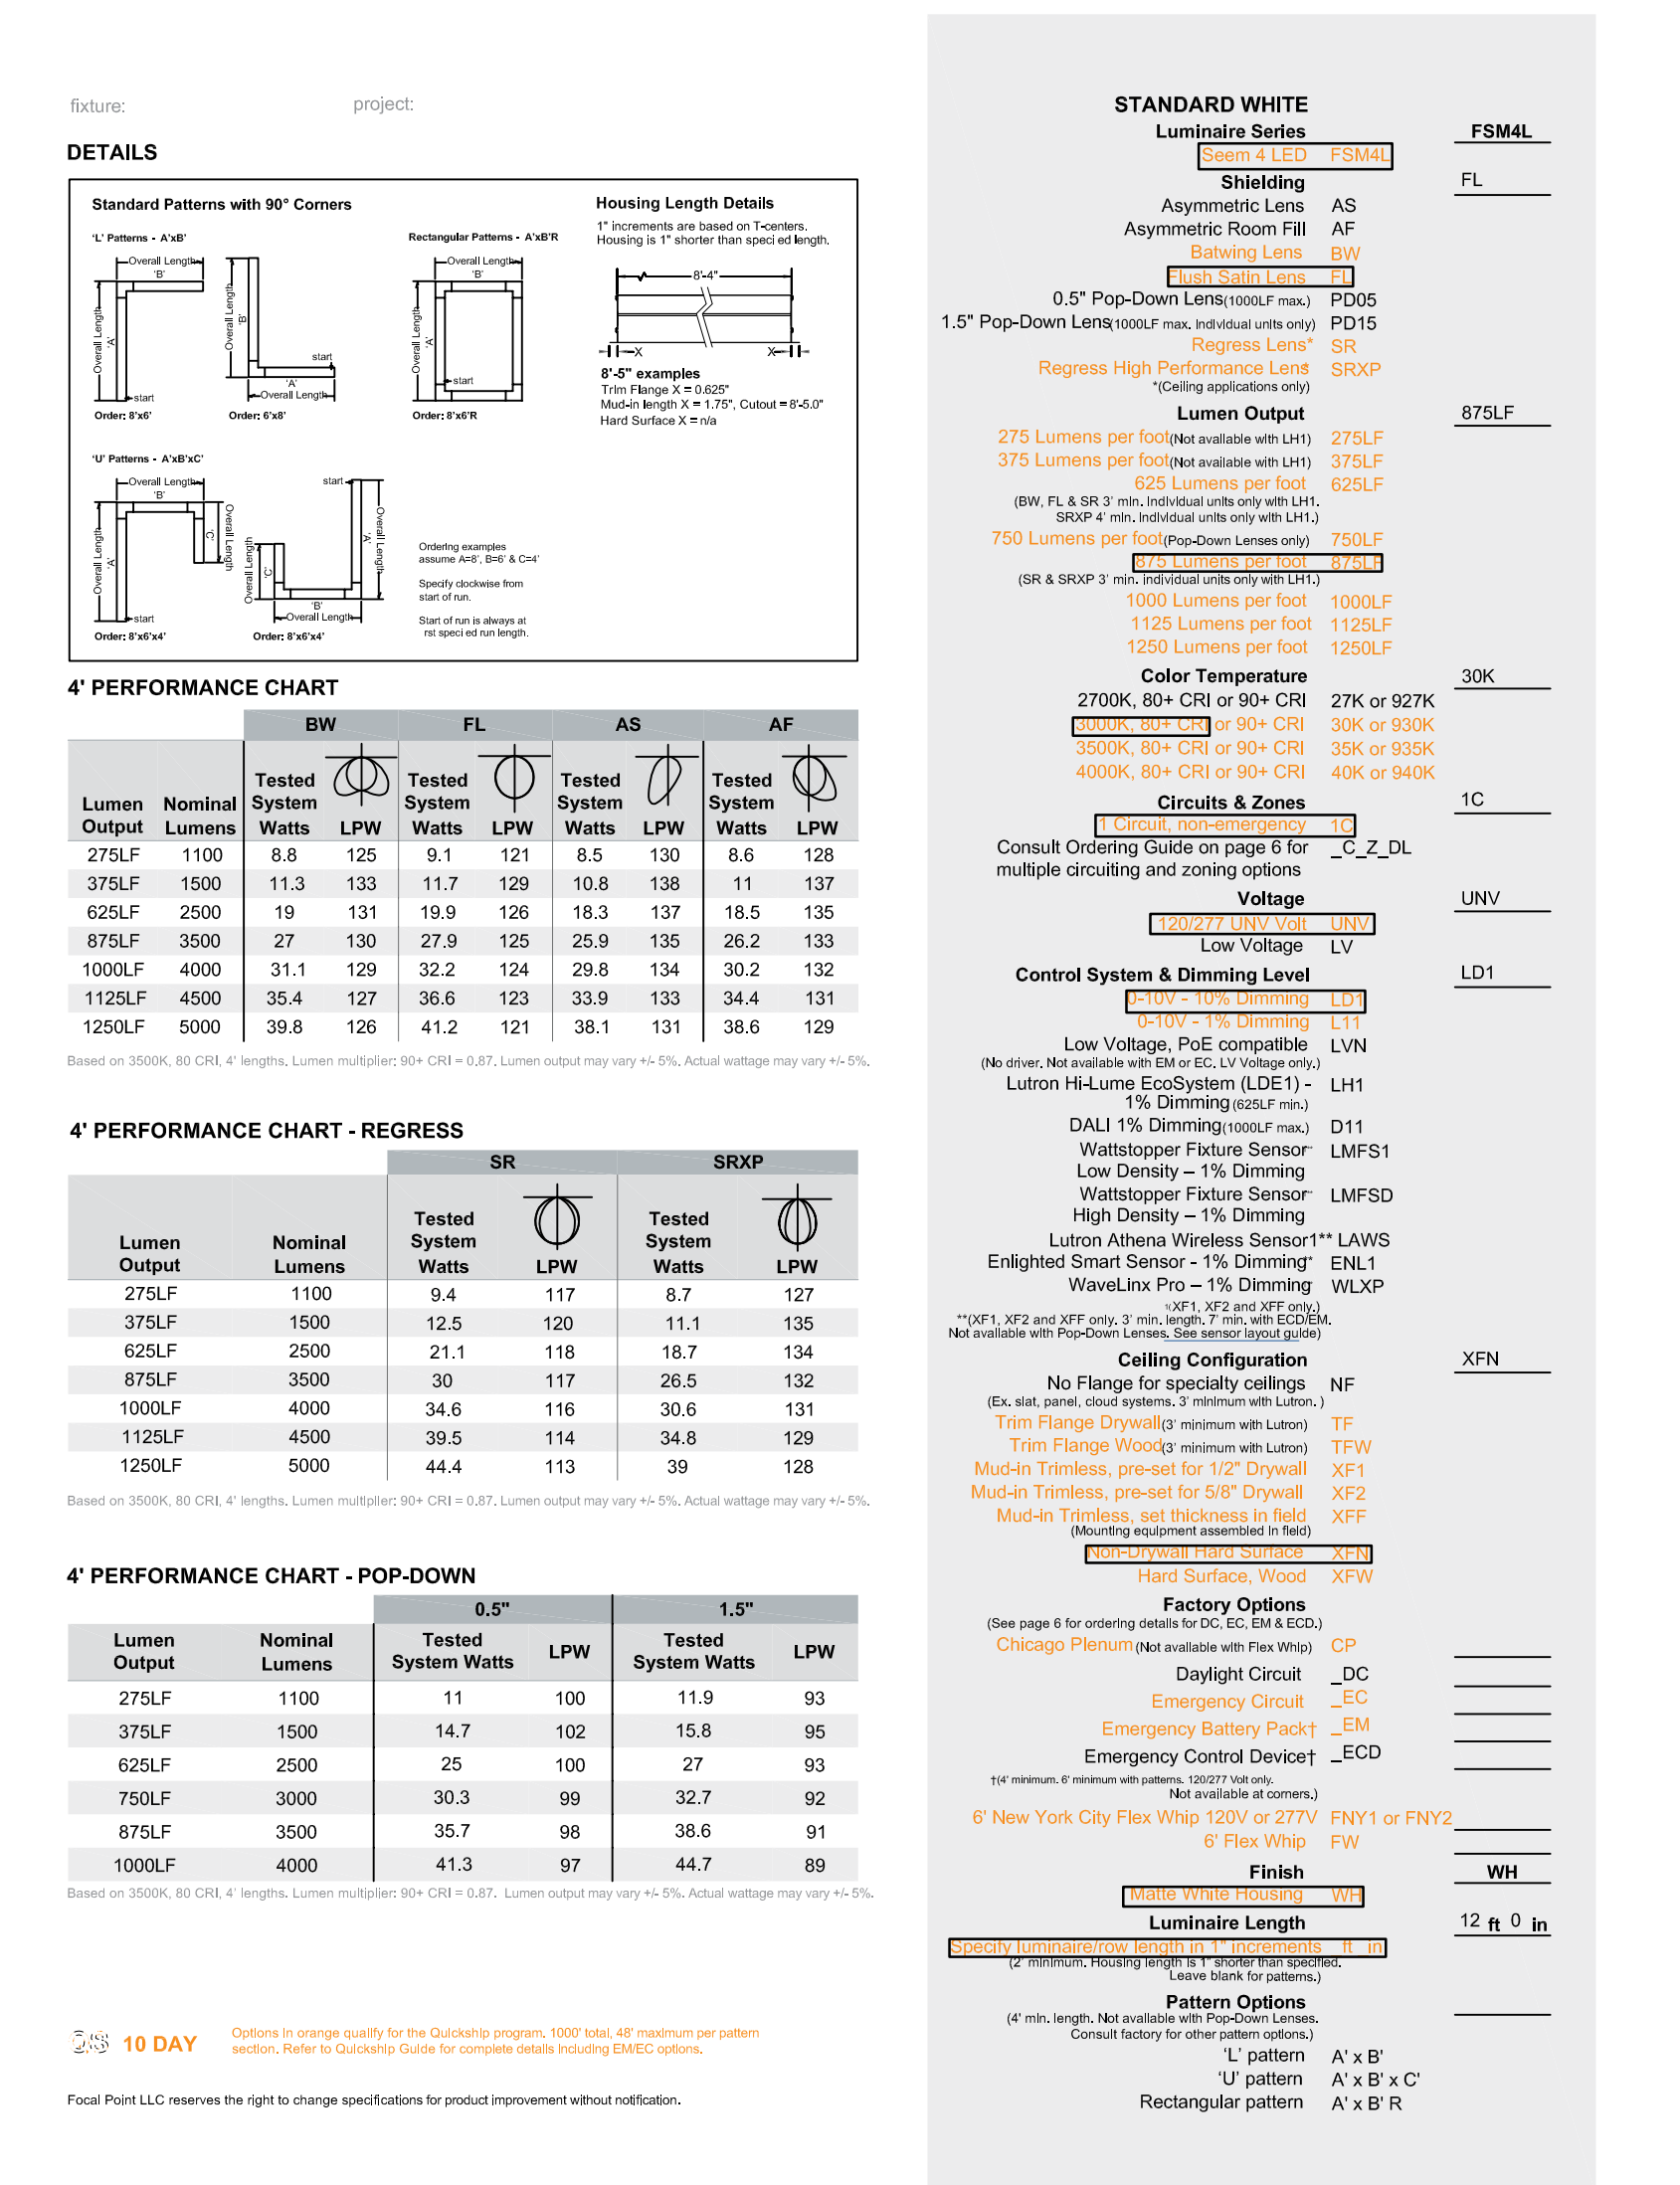 fixture:
project:
DETAILS
Standard Patterns with 90° Corners
'L' Patterns - A'xB'
Overall Length
'B'
Overall Length
'A'
start
Order: 8'x6'
Overall Length
'B'
start
'A'
Overall Length
Order: 6'x8'
Rectangular Patterns - A'xB'R
Overall Length
'B'
Overall Length
'A'
start
Order: 8'x6'R
Housing Length Details
1" increments are based on T-centers.
Housing is 1" shorter than speci ed length.
8'-4"
X
X
8'-5" examples
Trim Flange X = 0.625"
Mud-in length X = 1.75", Cutout = 8'-5.0"
Hard Surface X = n/a
'U' Patterns - A'xB'xC'
Overall Length
'B'
Overall Length
'A'
'C'
Overall Length
start
Order: 8'x6'x4'
start
Overall Length
'A'
Overall Length
'C'
'B'
Overall Length
Order: 8'x6'x4'
Ordering examples
assume A=8', B=6' & C=4'
Specify clockwise from
start of run.
Start of run is always at
rst speci ed run length.
4' PERFORMANCE CHART
BW FL AS AF
Lumen Output Nominal Lumens Tested System Watts LPW Tested System Watts LPW Tested System Watts LPW Tested System Watts LPW
275LF 1100 8.8 125 9.1 121 8.5 130 8.6 128
375LF 1500 11.3 133 11.7 129 10.8 138 11 137
625LF 2500 19 131 19.9 126 18.3 137 18.5 135
875LF 3500 27 130 27.9 125 25.9 135 26.2 133
1000LF 4000 31.1 129 32.2 124 29.8 134 30.2 132
1125LF 4500 35.4 127 36.6 123 33.9 133 34.4 131
1250LF 5000 39.8 126 41.2 121 38.1 131 38.6 129
Based on 3500K, 80 CRI, 4' lengths. Lumen multiplier: 90+ CRI = 0.87. Lumen output may vary +/- 5%. Actual wattage may vary +/- 5%.
4' PERFORMANCE CHART - REGRESS
SR SRXP
Lumen Output Nominal Lumens Tested System Watts LPW Tested System Watts LPW
275LF 1100 9.4 117 8.7 127
375LF 1500 12.5 120 11.1 135
625LF 2500 21.1 118 18.7 134
875LF 3500 30 117 26.5 132
1000LF 4000 34.6 116 30.6 131
1125LF 4500 39.5 114 34.8 129
1250LF 5000 44.4 113 39 128
Based on 3500K, 80 CRI, 4' lengths. Lumen multiplier: 90+ CRI = 0.87. Lumen output may vary +/- 5%. Actual wattage may vary +/- 5%.
4' PERFORMANCE CHART - POP-DOWN
0.5" 1.5"
Lumen Output Nominal Lumens Tested System Watts LPW Tested System Watts LPW
275LF 1100 11 100 11.9 93
375LF 1500 14.7 102 15.8 95
625LF 2500 25 100 27 93
750LF 3000 30.3 99 32.7 92
875LF 3500 35.7 98 38.6 91
1000LF 4000 41.3 97 44.7 89
Based on 3500K, 80 CRI, 4' lengths. Lumen multiplier: 90+ CRI = 0.87. Lumen output may vary +/- 5%. Actual wattage may vary +/- 5%.
QS 10 DAY
Options in orange qualify for the Quickship program. 1000' total, 48' maximum per pattern
section. Refer to Quickship Guide for complete details including EM/EC options.
Focal Point LLC reserves the right to change specifications for product improvement without notification.
STANDARD WHITE
Luminaire Series FSM4L
Seem 4 LED FSM4L
Shielding FL
Asymmetric Lens AS
Asymmetric Room Fill AF
Batwing Lens BW
Flush Satin Lens FL
0.5" Pop-Down Lens (1000LF max.) PD05
1.5" Pop-Down Lens (1000LF max. Individual units only) PD15
Regress Lens* SR
Regress High Performance Lens* SRXP
*(Ceiling applications only)
Lumen Output 875LF
275 Lumens per foot (Not available with LH1) 275LF
375 Lumens per foot (Not available with LH1) 375LF
625 Lumens per foot 625LF
(BW, FL & SR 3' min. Individual units only with LH1.
SRXP 4' min. Individual units only with LH1.)
750 Lumens per foot (Pop-Down Lenses only) 750LF
875 Lumens per foot 875LF
(SR & SRXP 3' min. individual units only with LH1.)
1000 Lumens per foot 1000LF
1125 Lumens per foot 1125LF
1250 Lumens per foot 1250LF
Color Temperature 30K
2700K, 80+ CRI or 90+ CRI 27K or 927K
3000K, 80+ CRI or 90+ CRI 30K or 930K
3500K, 80+ CRI or 90+ CRI 35K or 935K
4000K, 80+ CRI or 90+ CRI 40K or 940K
Circuits & Zones 1C
1 Circuit, non-emergency 1C
Consult Ordering Guide on page 6 for _C_Z_DL
multiple circuiting and zoning options
Voltage UNV
120/277 UNV Volt UNV
Low Voltage LV
Control System & Dimming Level LD1
0-10V - 10% Dimming LD1
0-10V - 1% Dimming L11
Low Voltage, PoE compatible LVN
(No driver. Not available with EM or EC. LV Voltage only.)
Lutron Hi-Lume EcoSystem (LDE1) - LH1
1% Dimming (625LF min.)
DALI 1% Dimming (1000LF max.) D11
Wattstopper Fixture Sensor** LMFS1
Low Density – 1% Dimming
Wattstopper Fixture Sensor** LMFSD
High Density – 1% Dimming
Lutron Athena Wireless Sensor1** LAWS
Enlighted Smart Sensor - 1% Dimming** ENL1
WaveLinx Pro – 1% Dimming* WLXP
1(XF1, XF2 and XFF only.)
**(XF1, XF2 and XFF only. 3' min. length. 7' min. with ECD/EM.
Not available with Pop-Down Lenses. See sensor layout guide)
Ceiling Configuration XFN
No Flange for specialty ceilings NF
(Ex. slat, panel, cloud systems. 3' minimum with Lutron. )
Trim Flange Drywall (3' minimum with Lutron) TF
Trim Flange Wood (3' minimum with Lutron) TFW
Mud-in Trimless, pre-set for 1/2" Drywall XF1
Mud-in Trimless, pre-set for 5/8" Drywall XF2
Mud-in Trimless, set thickness in field XFF
(Mounting equipment assembled in field)
Non-Drywall Hard Surface XFN
Hard Surface, Wood XFW
Factory Options
(See page 6 for ordering details for DC, EC, EM & ECD.)
Chicago Plenum (Not available with Flex Whip) CP
Daylight Circuit _DC
Emergency Circuit _EC
Emergency Battery Pack† _EM
Emergency Control Device† _ECD
†(4' minimum. 6' minimum with patterns. 120/277 Volt only.
Not available at corners.)
6' New York City Flex Whip 120V or 277V FNY1 or FNY2
6' Flex Whip FW
Finish WH
Matte White Housing WH
Luminaire Length 12 ft 0 in
Specify luminaire/row length in 1" increments ft in
(2' minimum. Housing length is 1" shorter than specified.
Leave blank for patterns.)
Pattern Options
(4' min. length. Not available with Pop-Down Lenses.
Consult factory for other pattern options.)
'L' pattern A' x B'
'U' pattern A' x B' x C'
Rectangular pattern A' x B' R